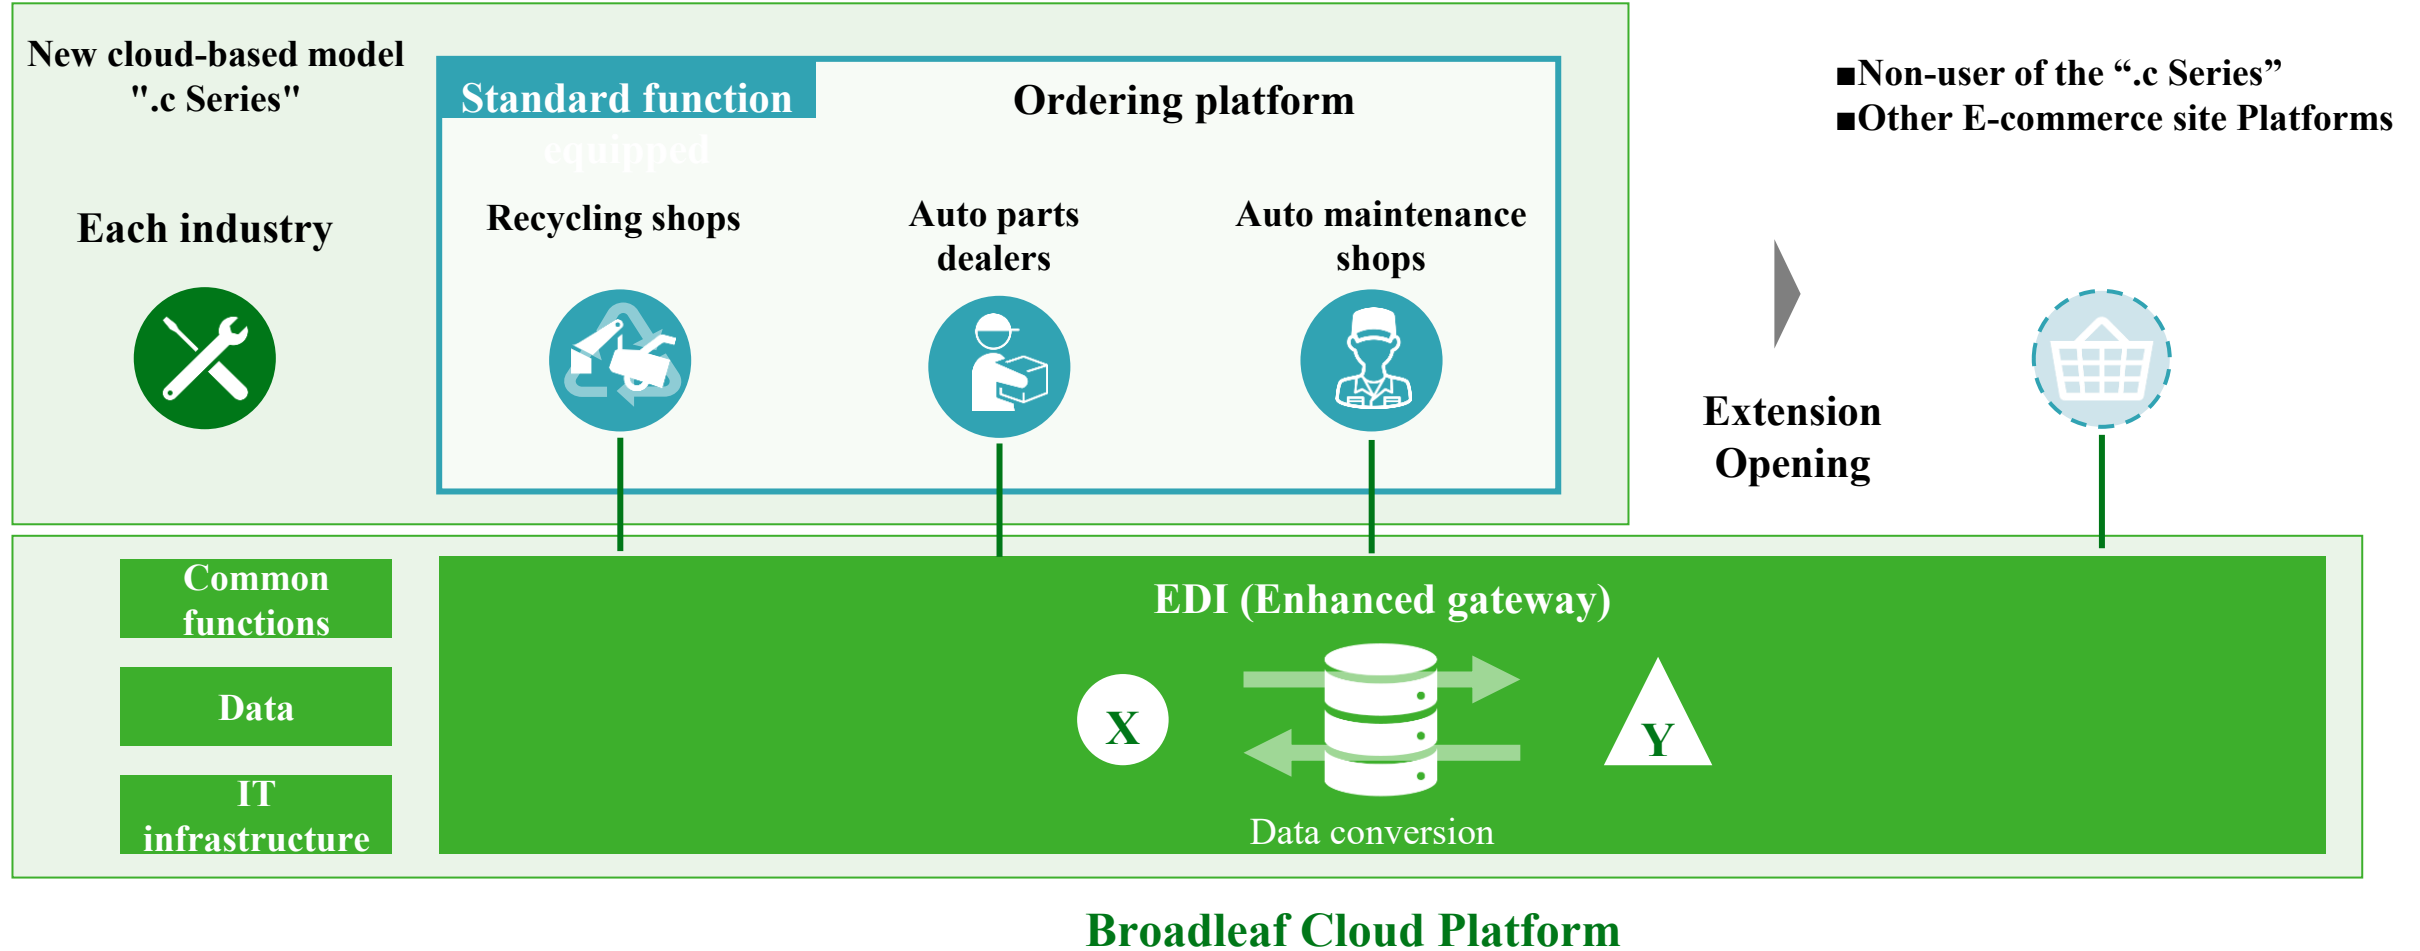 New cloud-based model
".c Series"
Standard function
equipped
Ordering platform
■Non-user of the “.c Series”
■Other E-commerce site Platforms
Each industry
Recycling shops
Auto parts
dealers
Auto maintenance
shops
Extension
Opening
Common
functions
Data
IT
infrastructure
EDI (Enhanced gateway)
X
Y
Data conversion
Broadleaf Cloud Platform